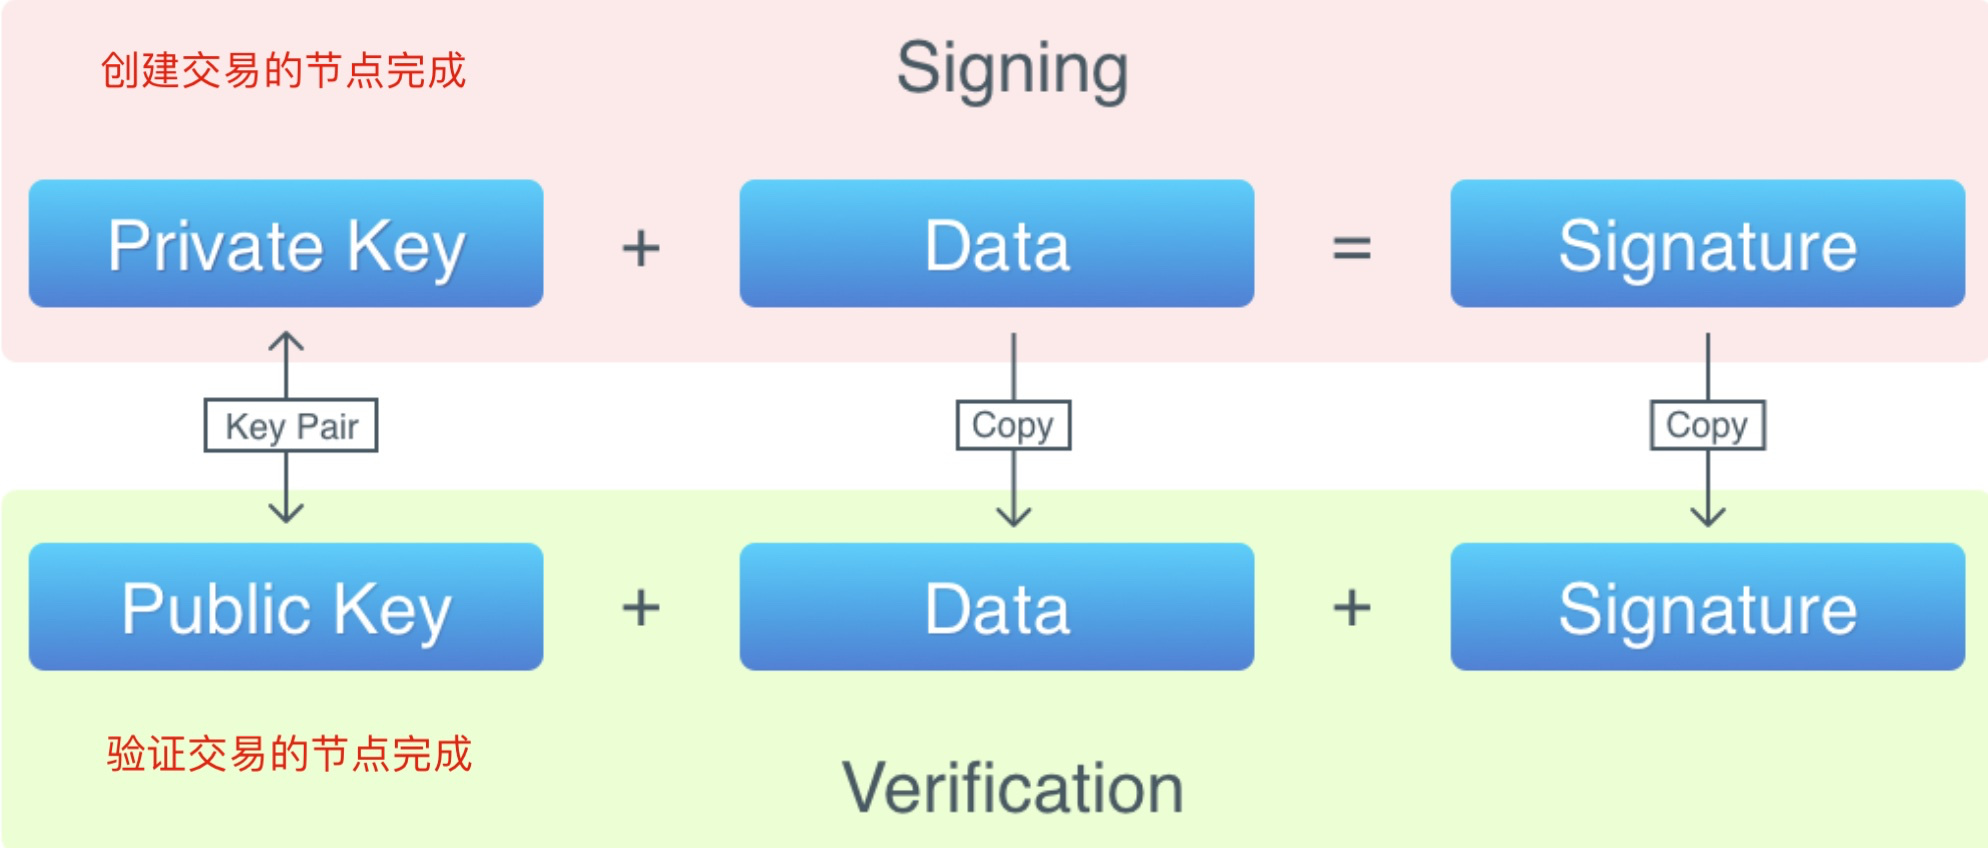 创建交易的节点完成
Signing
Private Key + Data = Signature
Key Pair Copy Copy
Public Key + Data + Signature
验证交易的节点完成
Verification